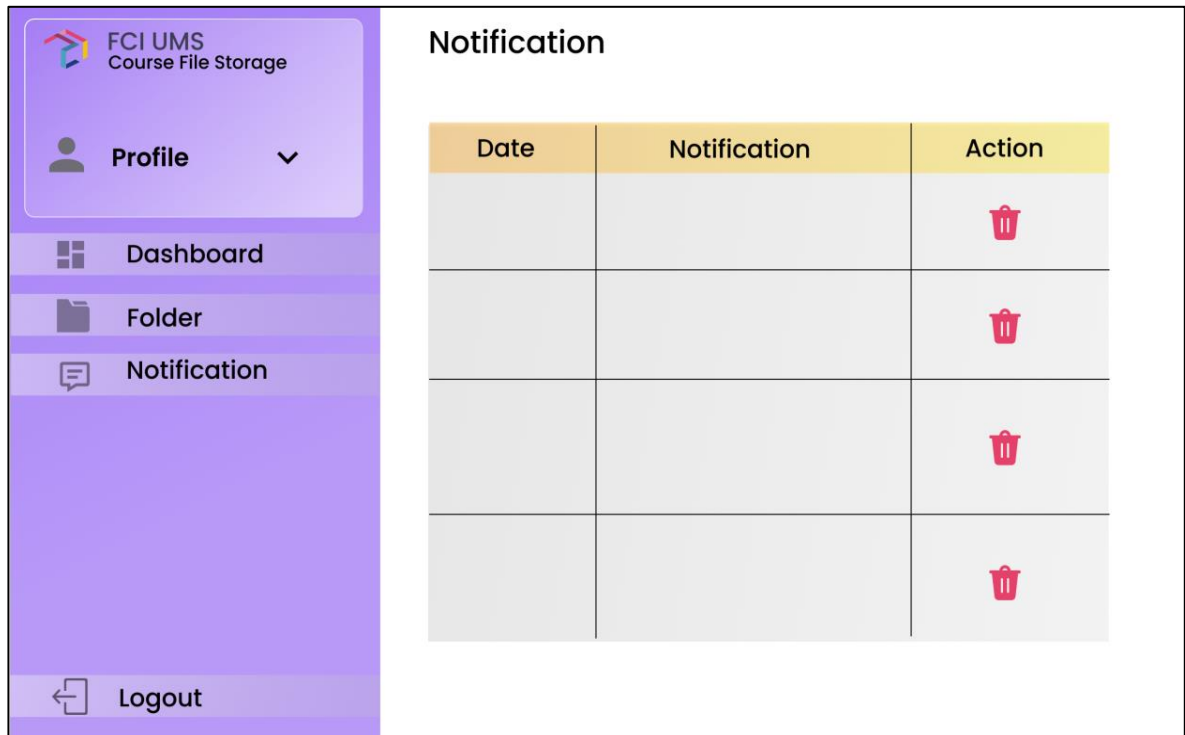 FCI UMS
Course File Storage
Profile
Dashboard
Folder
Notification
Logout
Notification
Date Notification Action